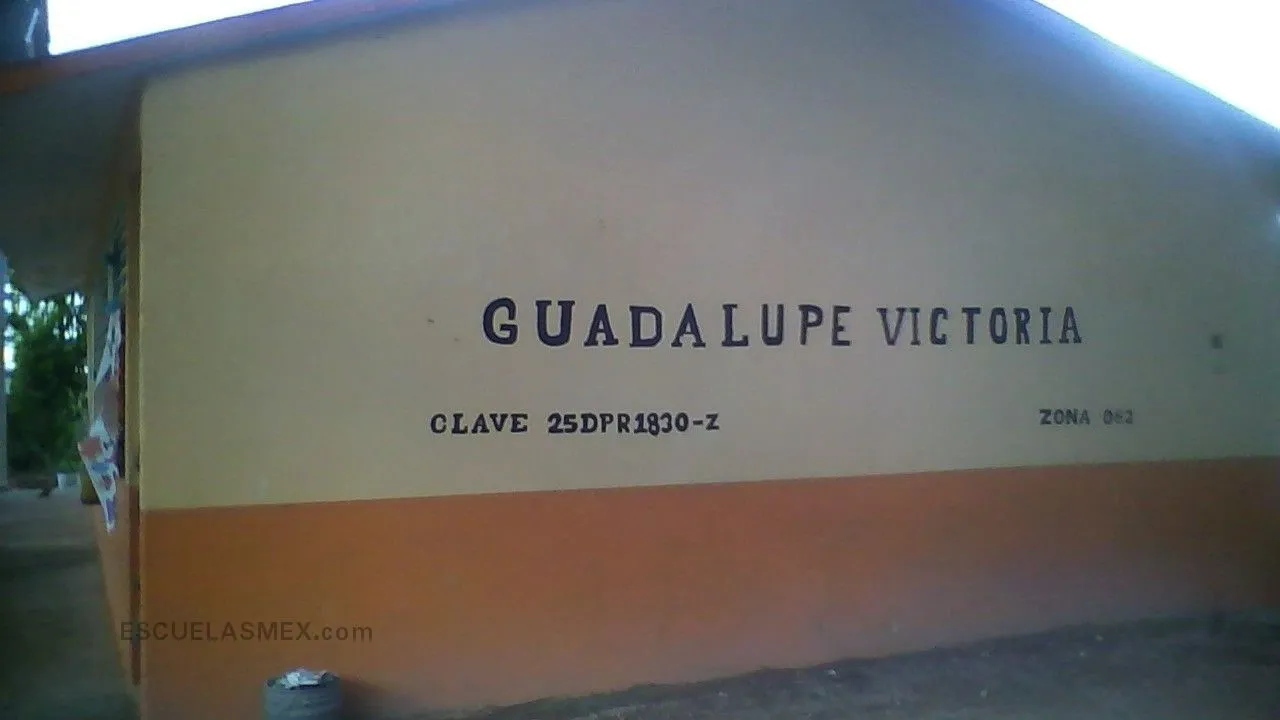 GUADALUPE VICTORIA
CLAVE 25DPR1830-Z ZONA 062
ESCUELASMEX.com